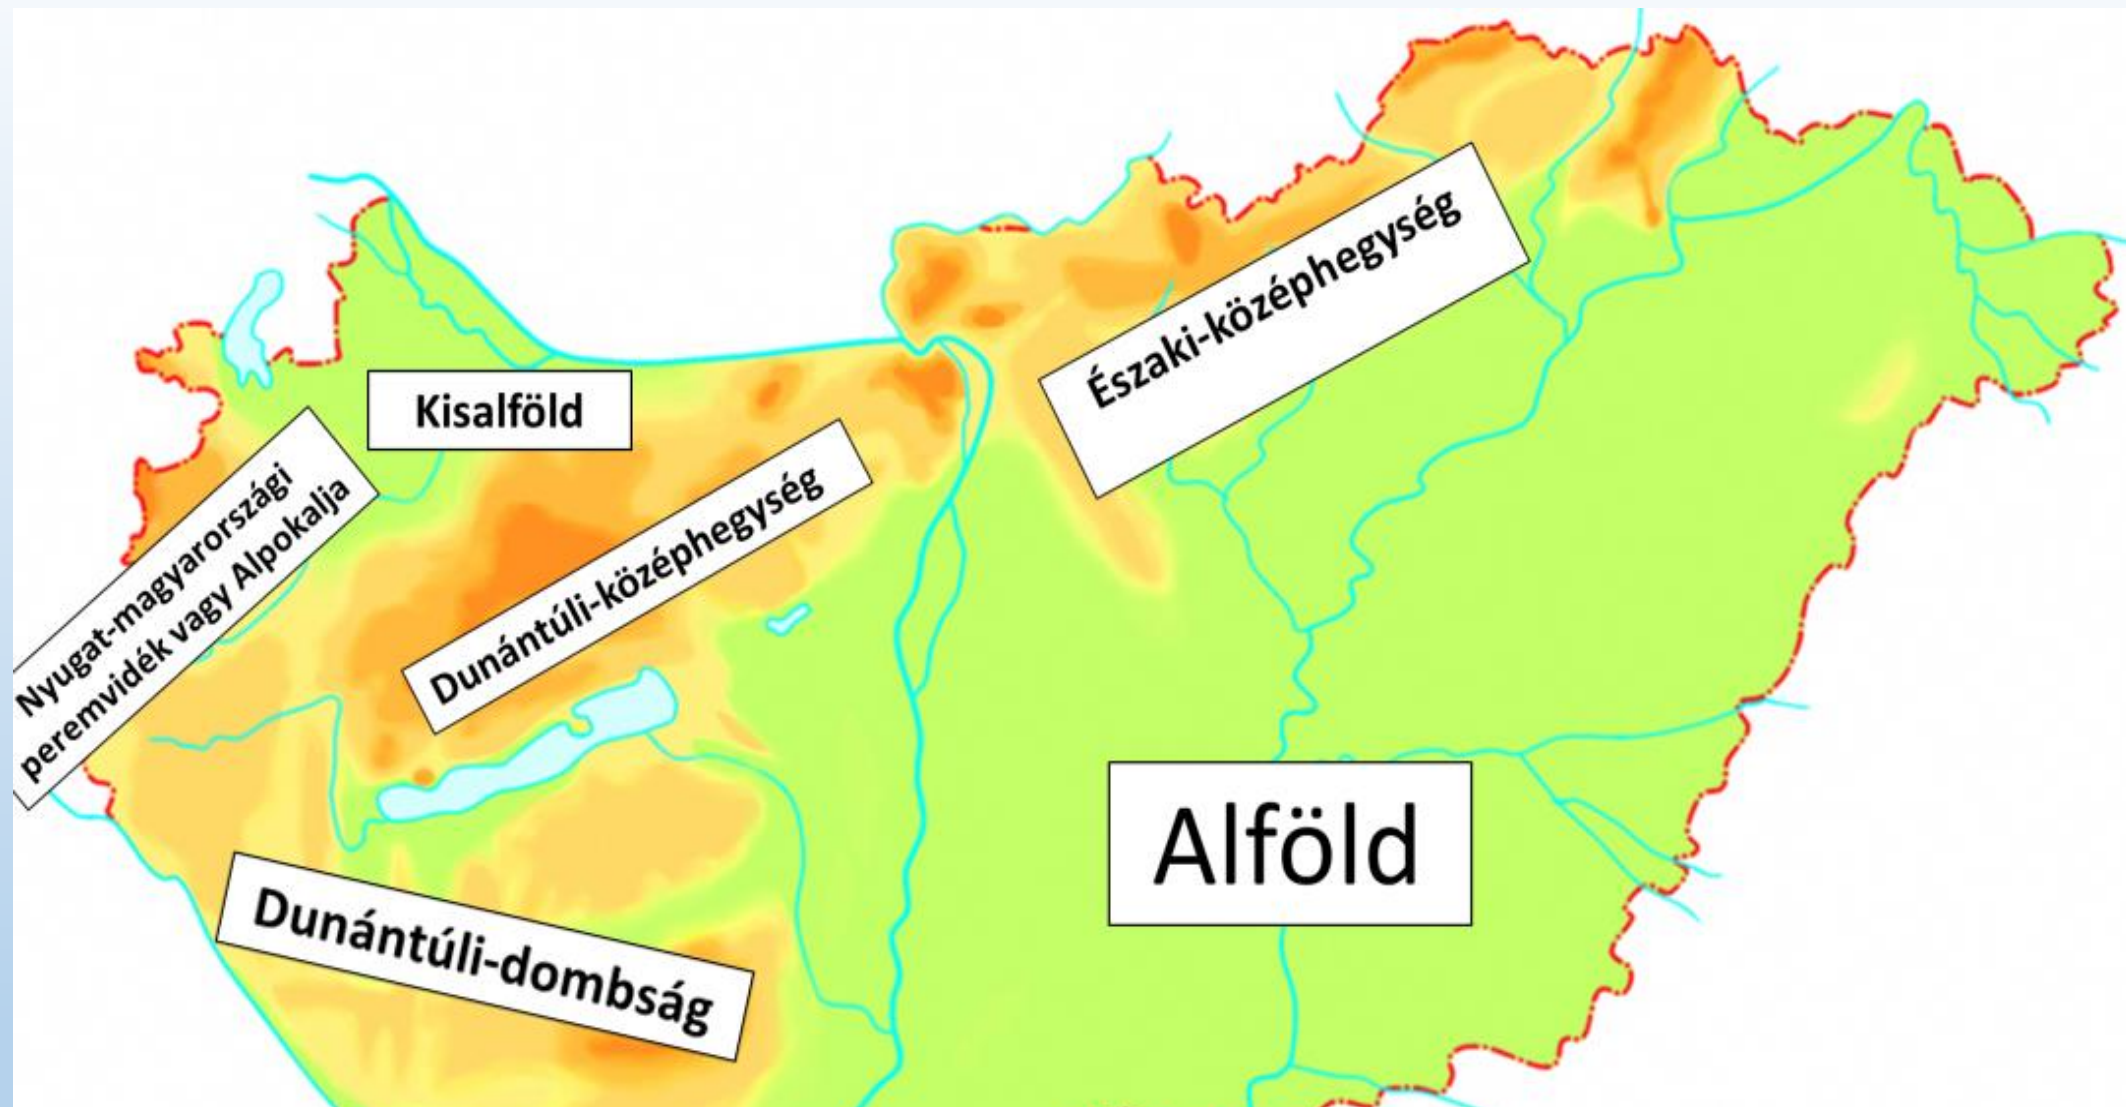 Északi-középhegység
Kisalföld
Nyugat-magyarországi
peremvidék vagy Alpokalja
Dunántúli-középhegység
Alföld
Dunántúli-dombság